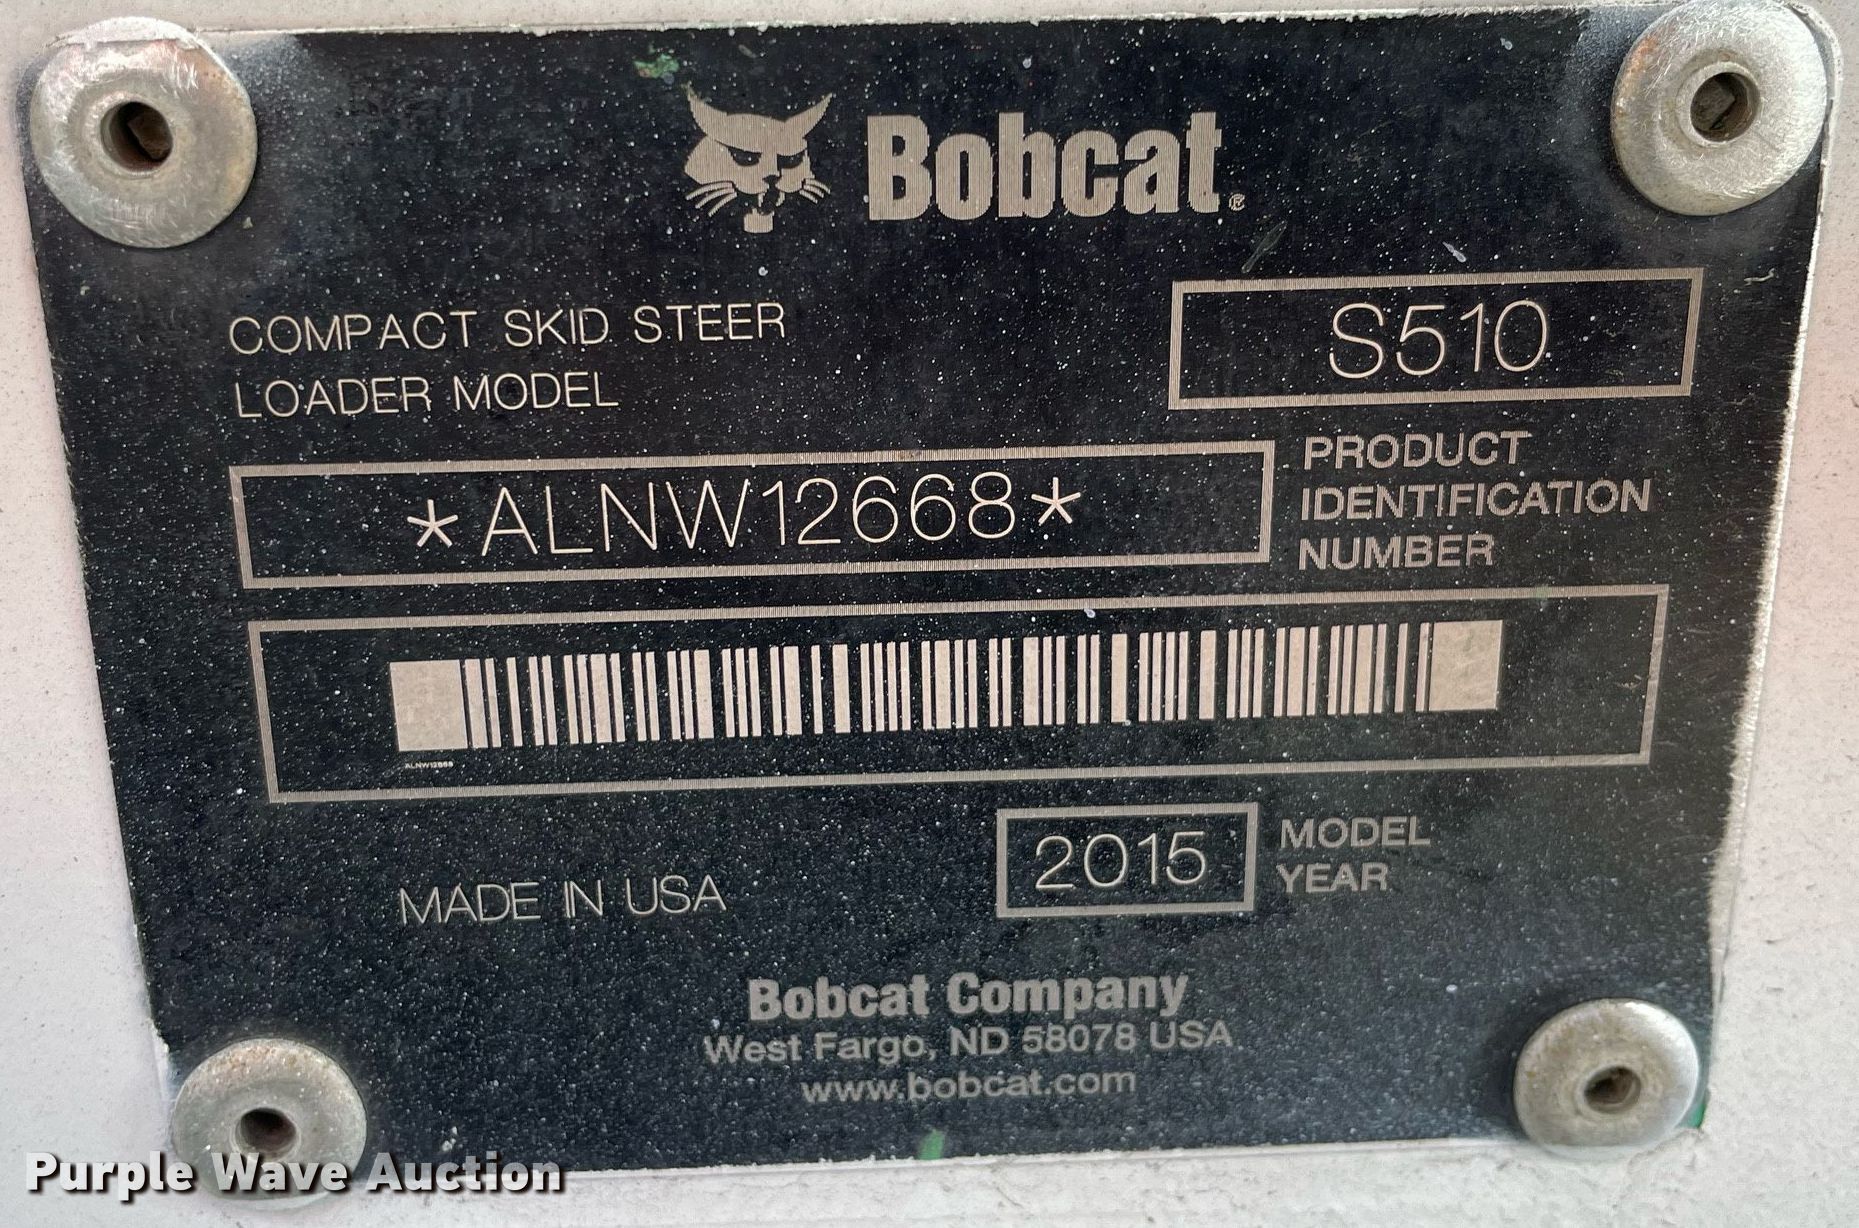 Bobcat®
COMPACT SKID STEER
LOADER MODEL
S510
*ALNW12668*
PRODUCT
IDENTIFICATION
NUMBER
ALNW12668
MADE IN USA
2015
MODEL
YEAR
Bobcat Company
West Fargo, ND 58078 USA
www.bobcat.com
Purple Wave Auction